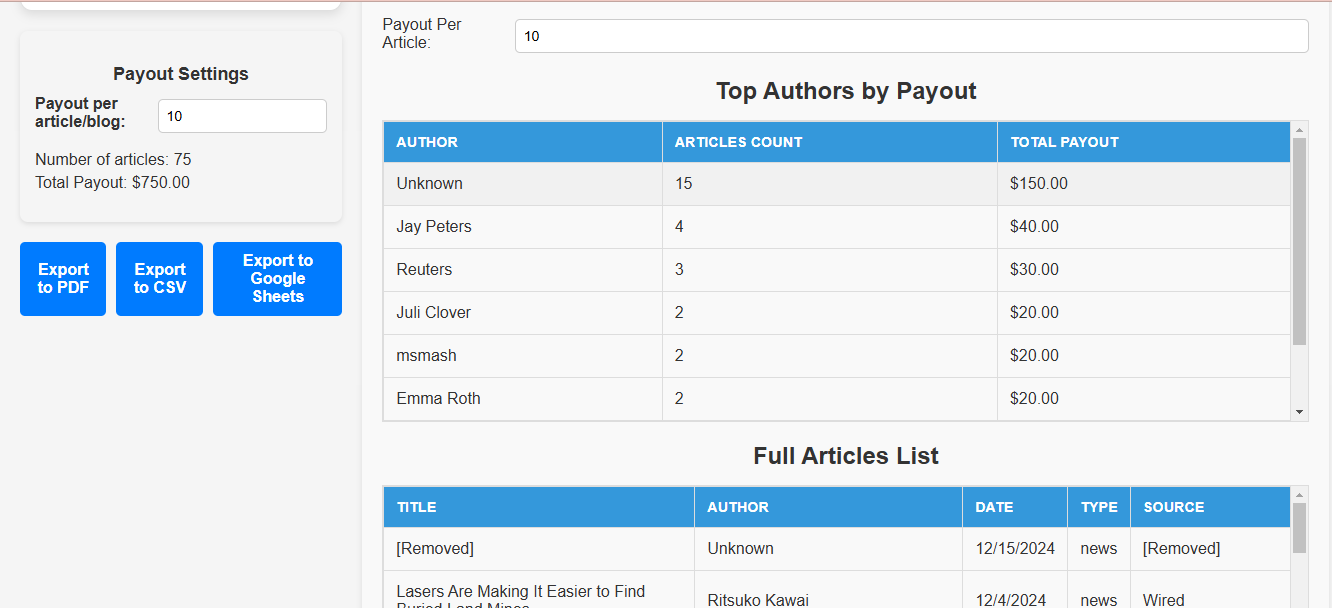 Payout Settings
Payout per
article/blog:
10
Number of articles: 75
Total Payout: $750.00
Export
to PDF
Export
to CSV
Export to
Google
Sheets
Payout Per
Article:
10
Top Authors by Payout
AUTHOR ARTICLES COUNT TOTAL PAYOUT
Unknown 15 $150.00
Jay Peters 4 $40.00
Reuters 3 $30.00
Juli Clover 2 $20.00
msmash 2 $20.00
Emma Roth 2 $20.00
Full Articles List
TITLE AUTHOR DATE TYPE SOURCE
[Removed] Unknown 12/15/2024 news [Removed]
Lasers Are Making It Easier to Find
Buried Land Mines Ritsuko Kawai 12/4/2024 news Wired